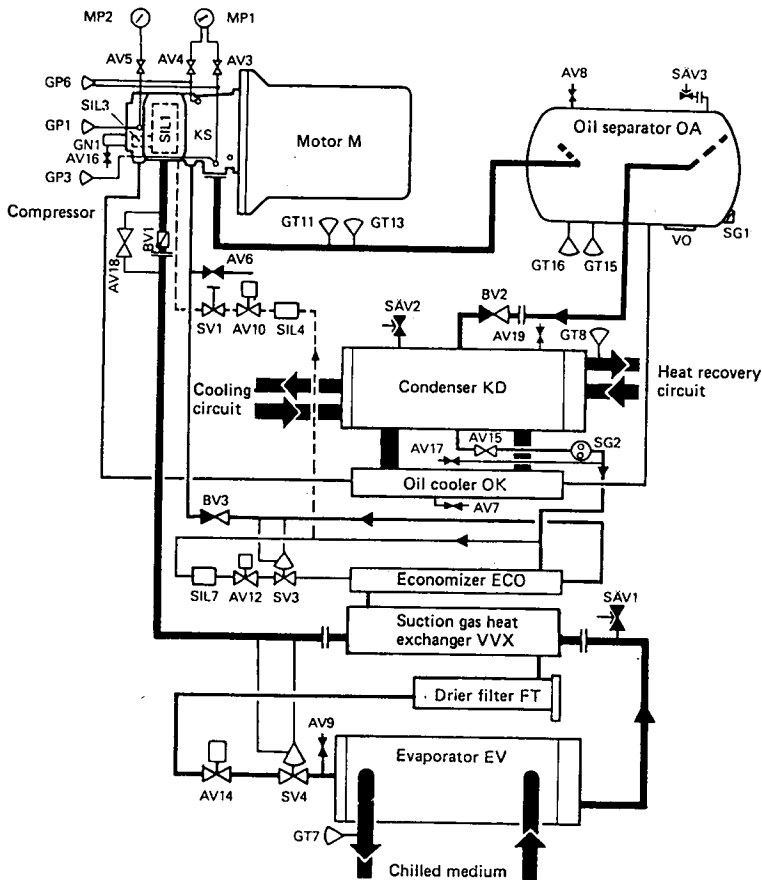 MP2
MP1
AV5
AV4
AV3
GP6
SIL3
SIL1
KS
GP1
GN1
AV16
GP3
Motor M
Compressor
AV8
SÄV3
Oil separator OA
GT11
GT13
GT16
GT15
VO
SG1
AV18
BV1
AV6
SV1
AV10
SIL4
SÄV2
BV2
AV19
GT8
Cooling
circuit
Condenser KD
Heat recovery
circuit
AV17
AV15
SG2
Oil cooler OK
AV7
BV3
SIL7
AV12
SV3
Economizer ECO
Suction gas heat
exchanger VVX
SÄV1
Drier filter FT
AV9
Evaporator EV
AV14
SV4
GT7
Chilled medium